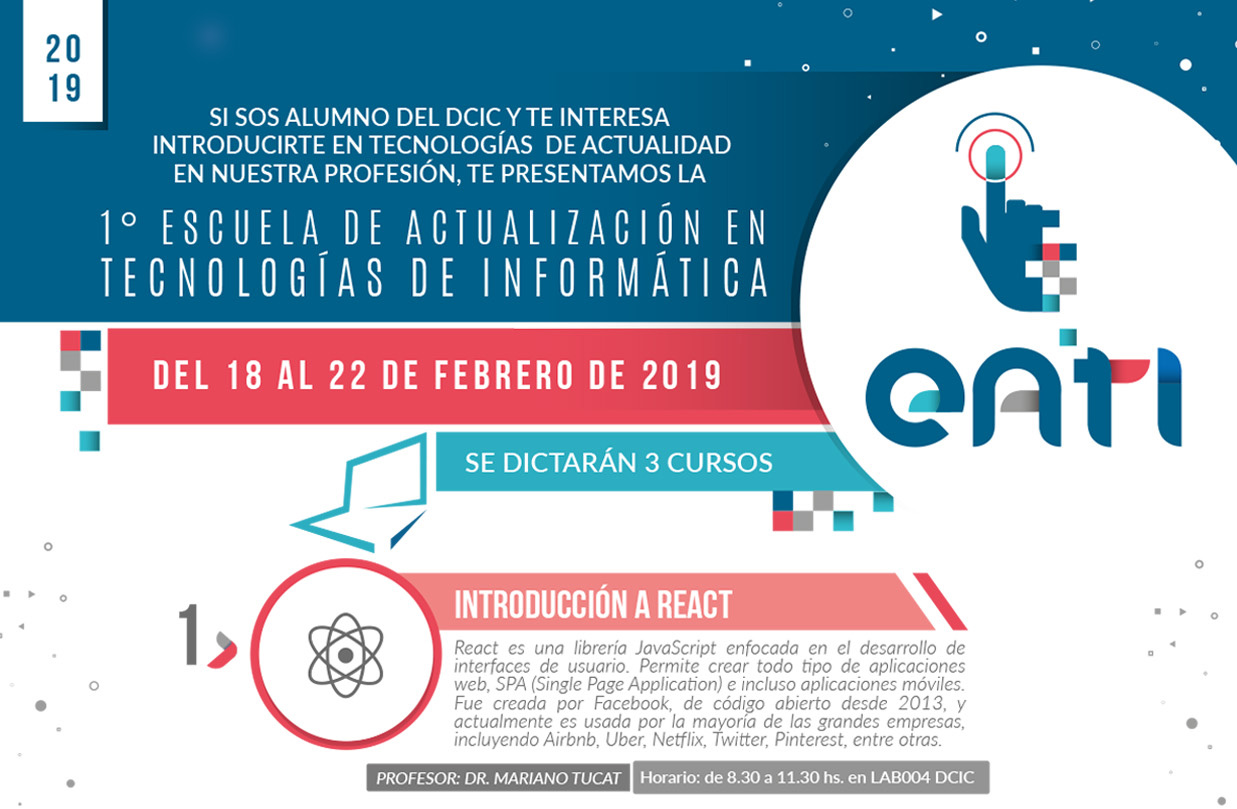 20
19
SI SOS ALUMNO DEL DCIC Y TE INTERESA
INTRODUCIRTE EN TECNOLOGÍAS DE ACTUALIDAD
EN NUESTRA PROFESIÓN, TE PRESENTAMOS LA
1° ESCUELA DE ACTUALIZACIÓN EN
TECNOLOGÍAS DE INFORMÁTICA
DEL 18 AL 22 DE FEBRERO DE 2019
eATI
SE DICTARÁN 3 CURSOS
1
INTRODUCCIÓN A REACT
React es una librería JavaScript enfocada en el desarrollo de
interfaces de usuario. Permite crear todo tipo de aplicaciones
web, SPA (Single Page Application) e incluso aplicaciones móviles.
Fue creada por Facebook, de código abierto desde 2013, y
actualmente es usada por la mayoría de las grandes empresas,
incluyendo Airbnb, Uber, Netflix, Twitter, Pinterest, entre otras.
PROFESOR: DR. MARIANO TUCAT
Horario: de 8.30 a 11.30 hs. en LAB004 DCIC